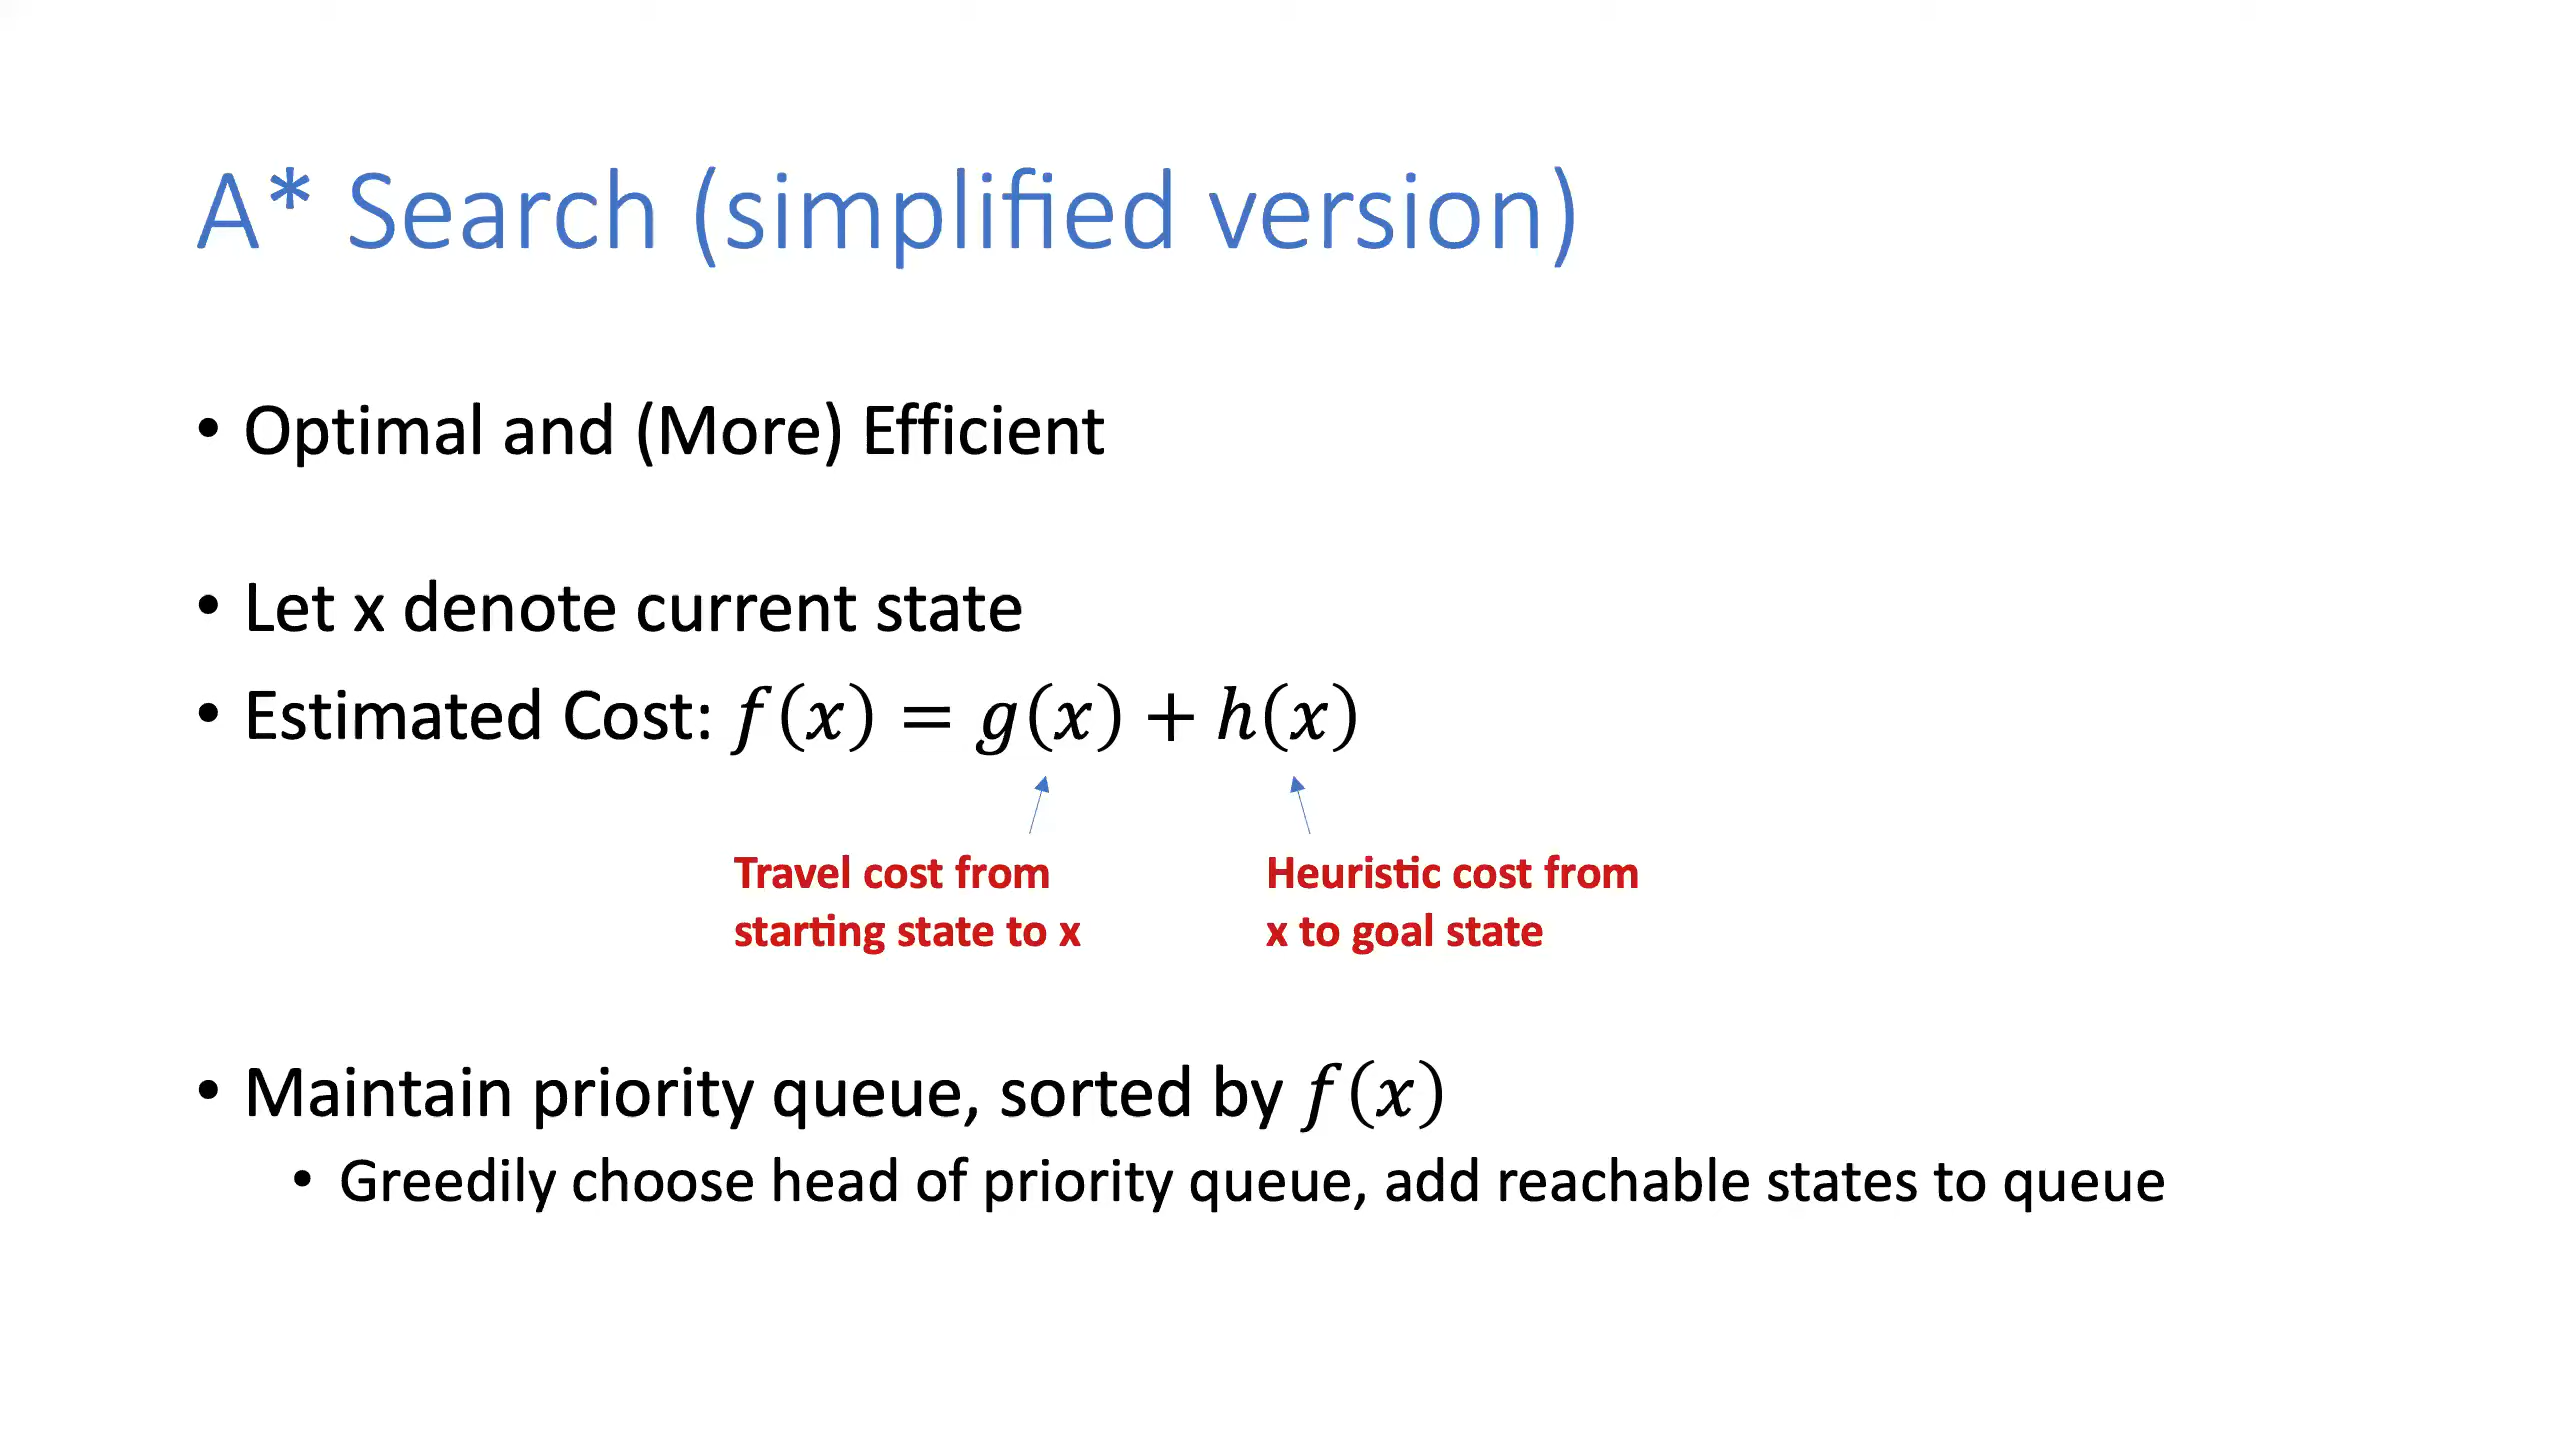 A* Search (simplified version)
• Optimal and (More) Efficient
• Let x denote current state
• Estimated Cost: f(x) = g(x) + h(x)
Travel cost from
starting state to x
Heuristic cost from
x to goal state
• Maintain priority queue, sorted by f(x)
• Greedily choose head of priority queue, add reachable states to queue